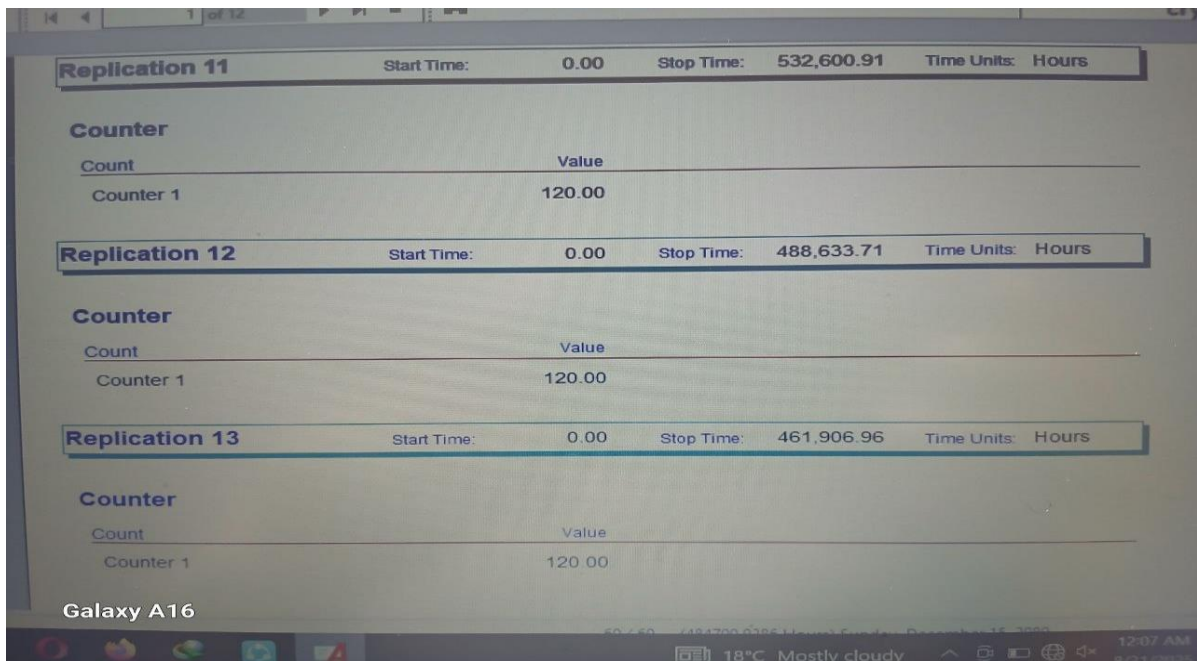 1 of 12
Replication 11 Start Time: 0.00 Stop Time: 532,600.91 Time Units: Hours
Counter
Count Value
Counter 1 120.00
Replication 12 Start Time: 0.00 Stop Time: 488,633.71 Time Units: Hours
Counter
Count Value
Counter 1 120.00
Replication 13 Start Time: 0.00 Stop Time: 461,906.96 Time Units: Hours
Counter
Count Value
Counter 1 120.00
Galaxy A16
18°C Mostly cloudy 12:07 AM